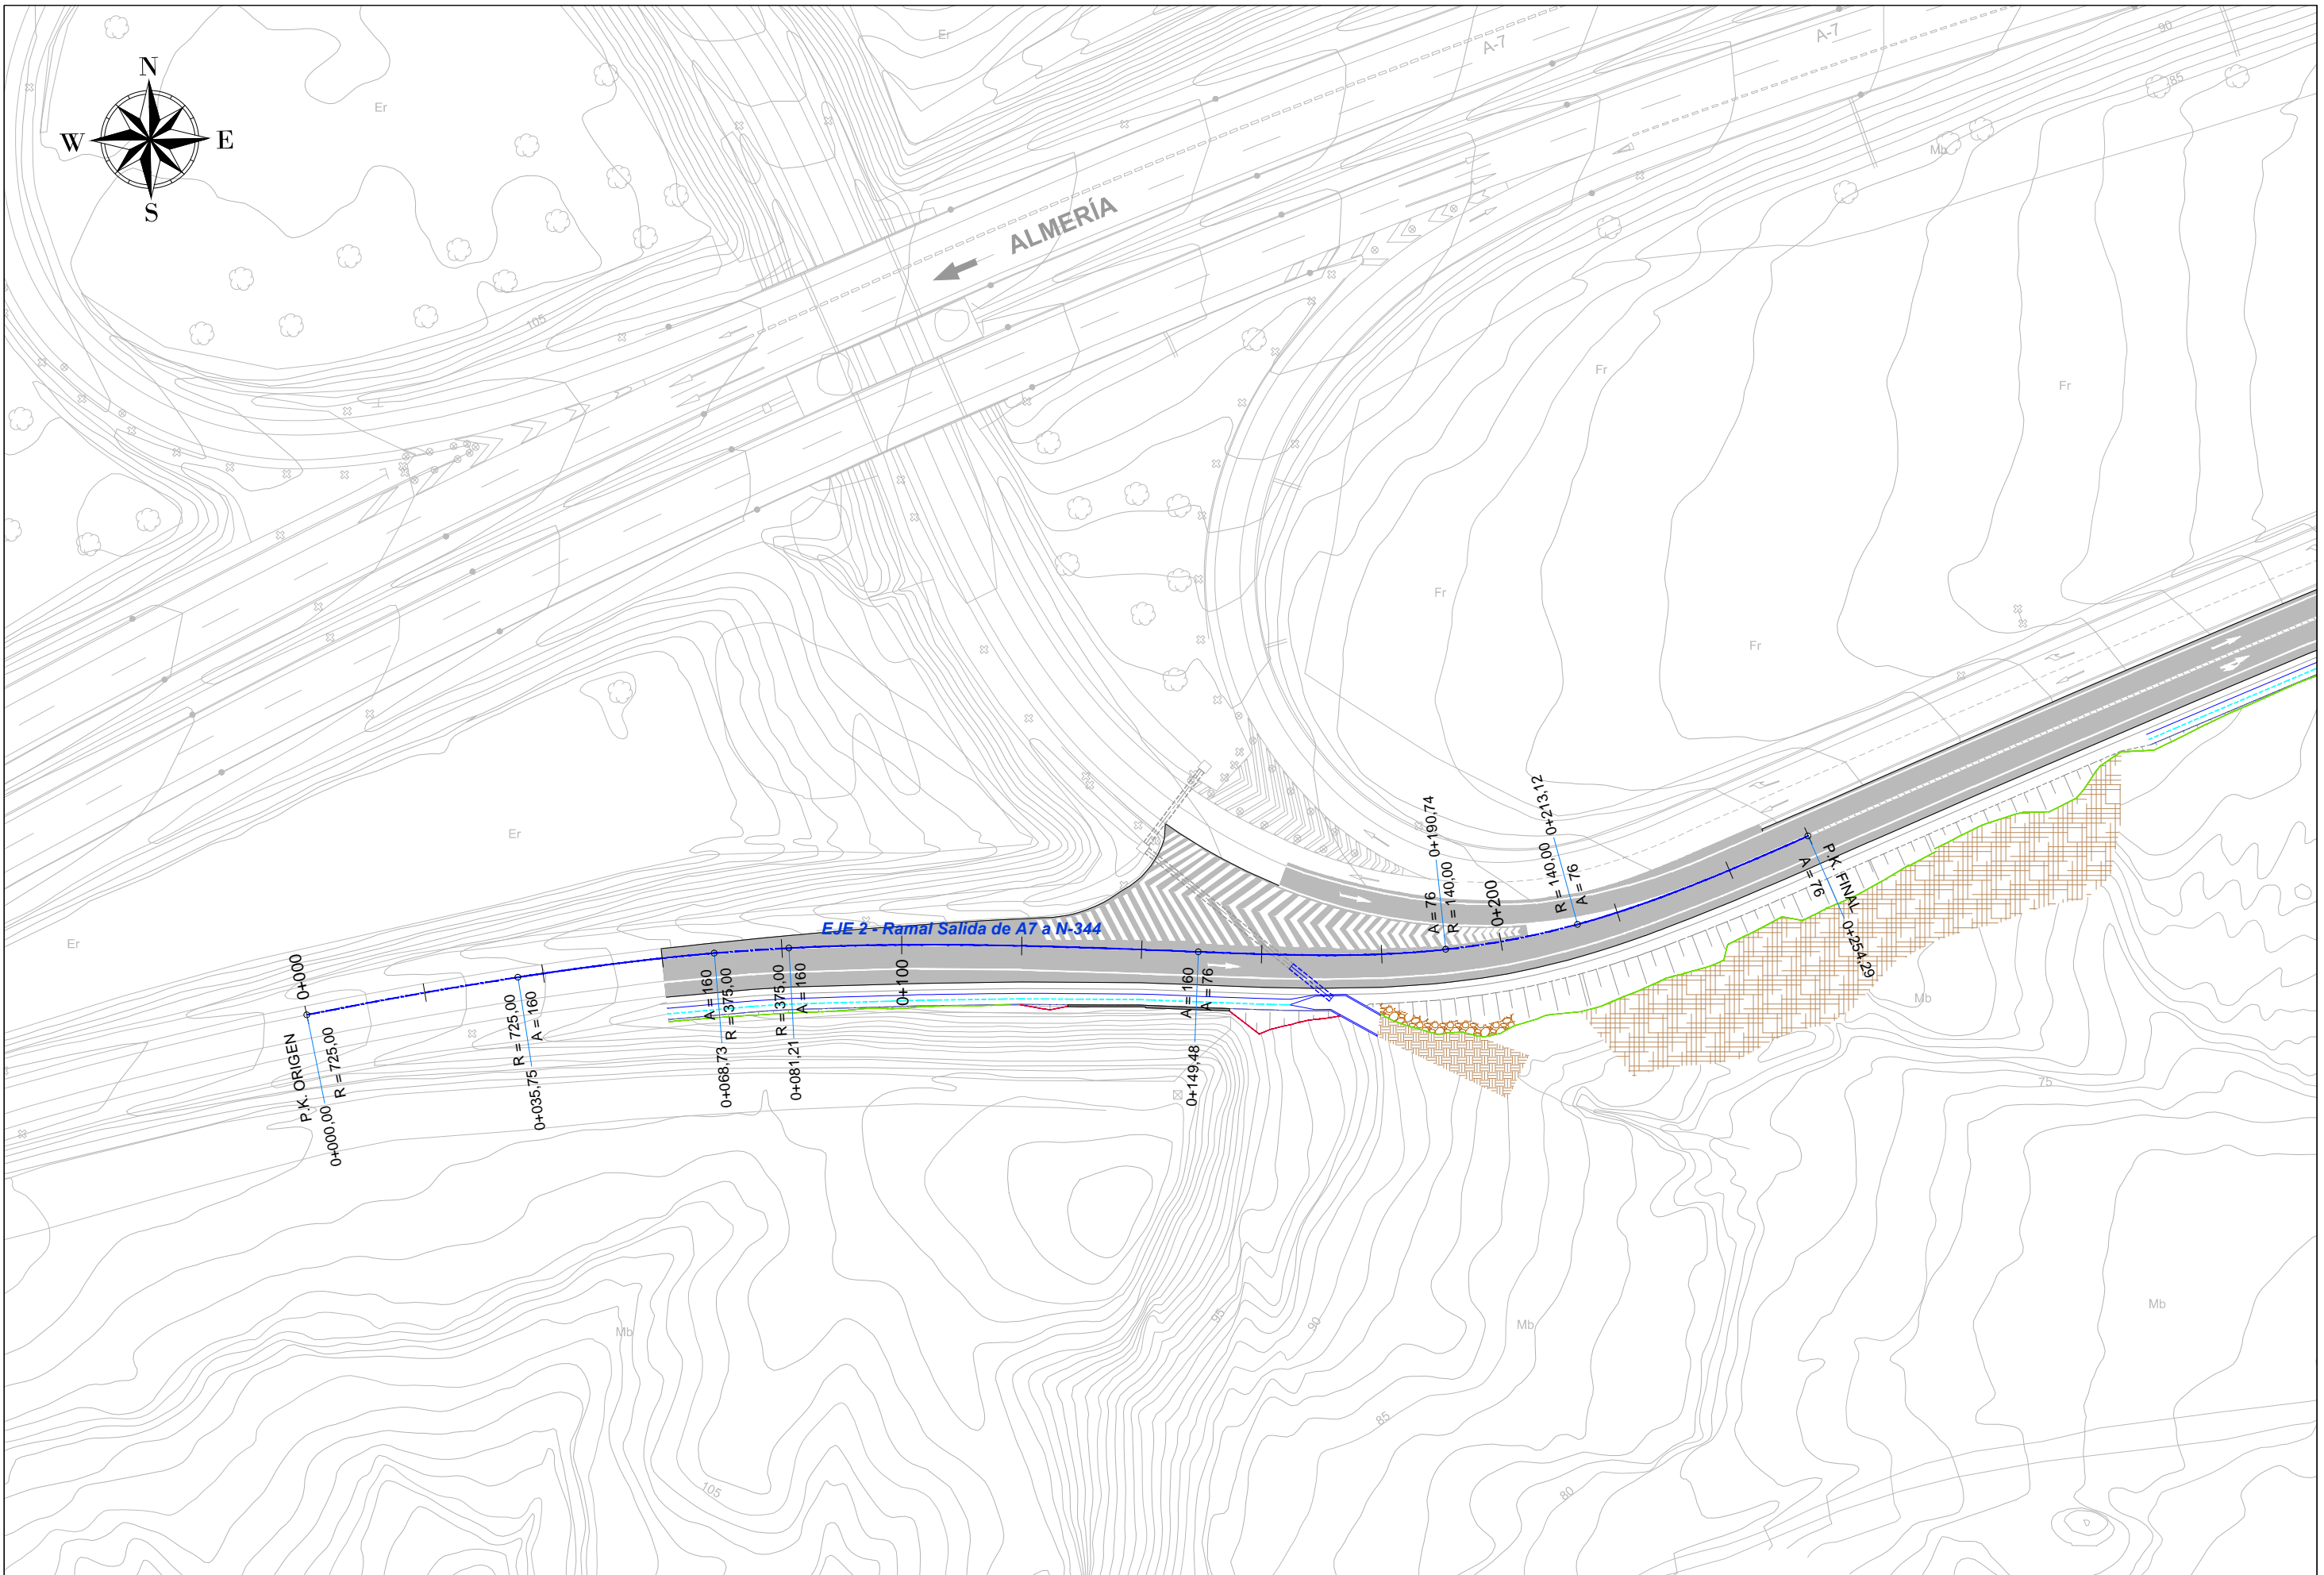 N
W
E
S
Er
Er
A-7
A-7
90
85
Mb
ALMERÍA
105
Fr
Fr
Fr
Fr
Er
Er
EJE 2 - Ramal Salida de A7 a N-344
P.K. ORIGEN
0+000
R = 725,00
0+000,00
R = 725,00
A = 160
0+035,75
A = 160
R = 375,00
0+068,73
R = 375,00
A = 160
0+081,21
0+100
A = 160
A = 76
0+149,48
A = 76
R = 140,00
0+190,74
0+200
R = 140,00
A = 76
0+213,12
A = 76
P.K. FINAL
0+254,29
Mb
75
Mb
Mb
Mb
95
90
85
80
105
D